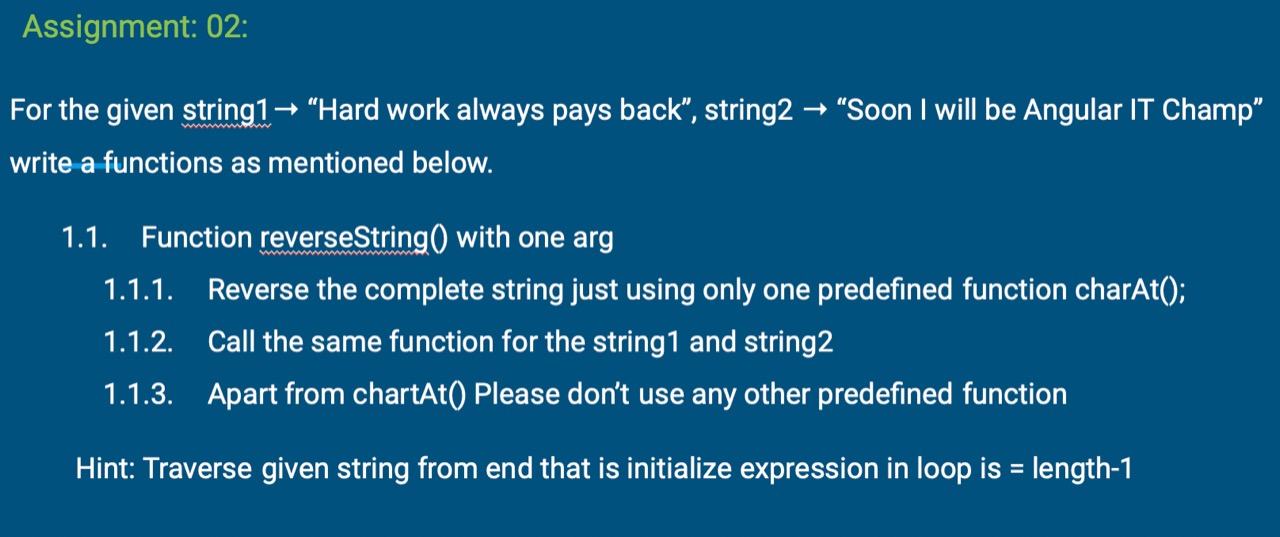 Assignment: 02:
For the given string1→ “Hard work always pays back”, string2 → “Soon I will be Angular IT Champ”
write a functions as mentioned below.
1.1. Function reverseString() with one arg
1.1.1. Reverse the complete string just using only one predefined function charAt();
1.1.2. Call the same function for the string1 and string2
1.1.3. Apart from chartAt() Please don’t use any other predefined function
Hint: Traverse given string from end that is initialize expression in loop is = length-1